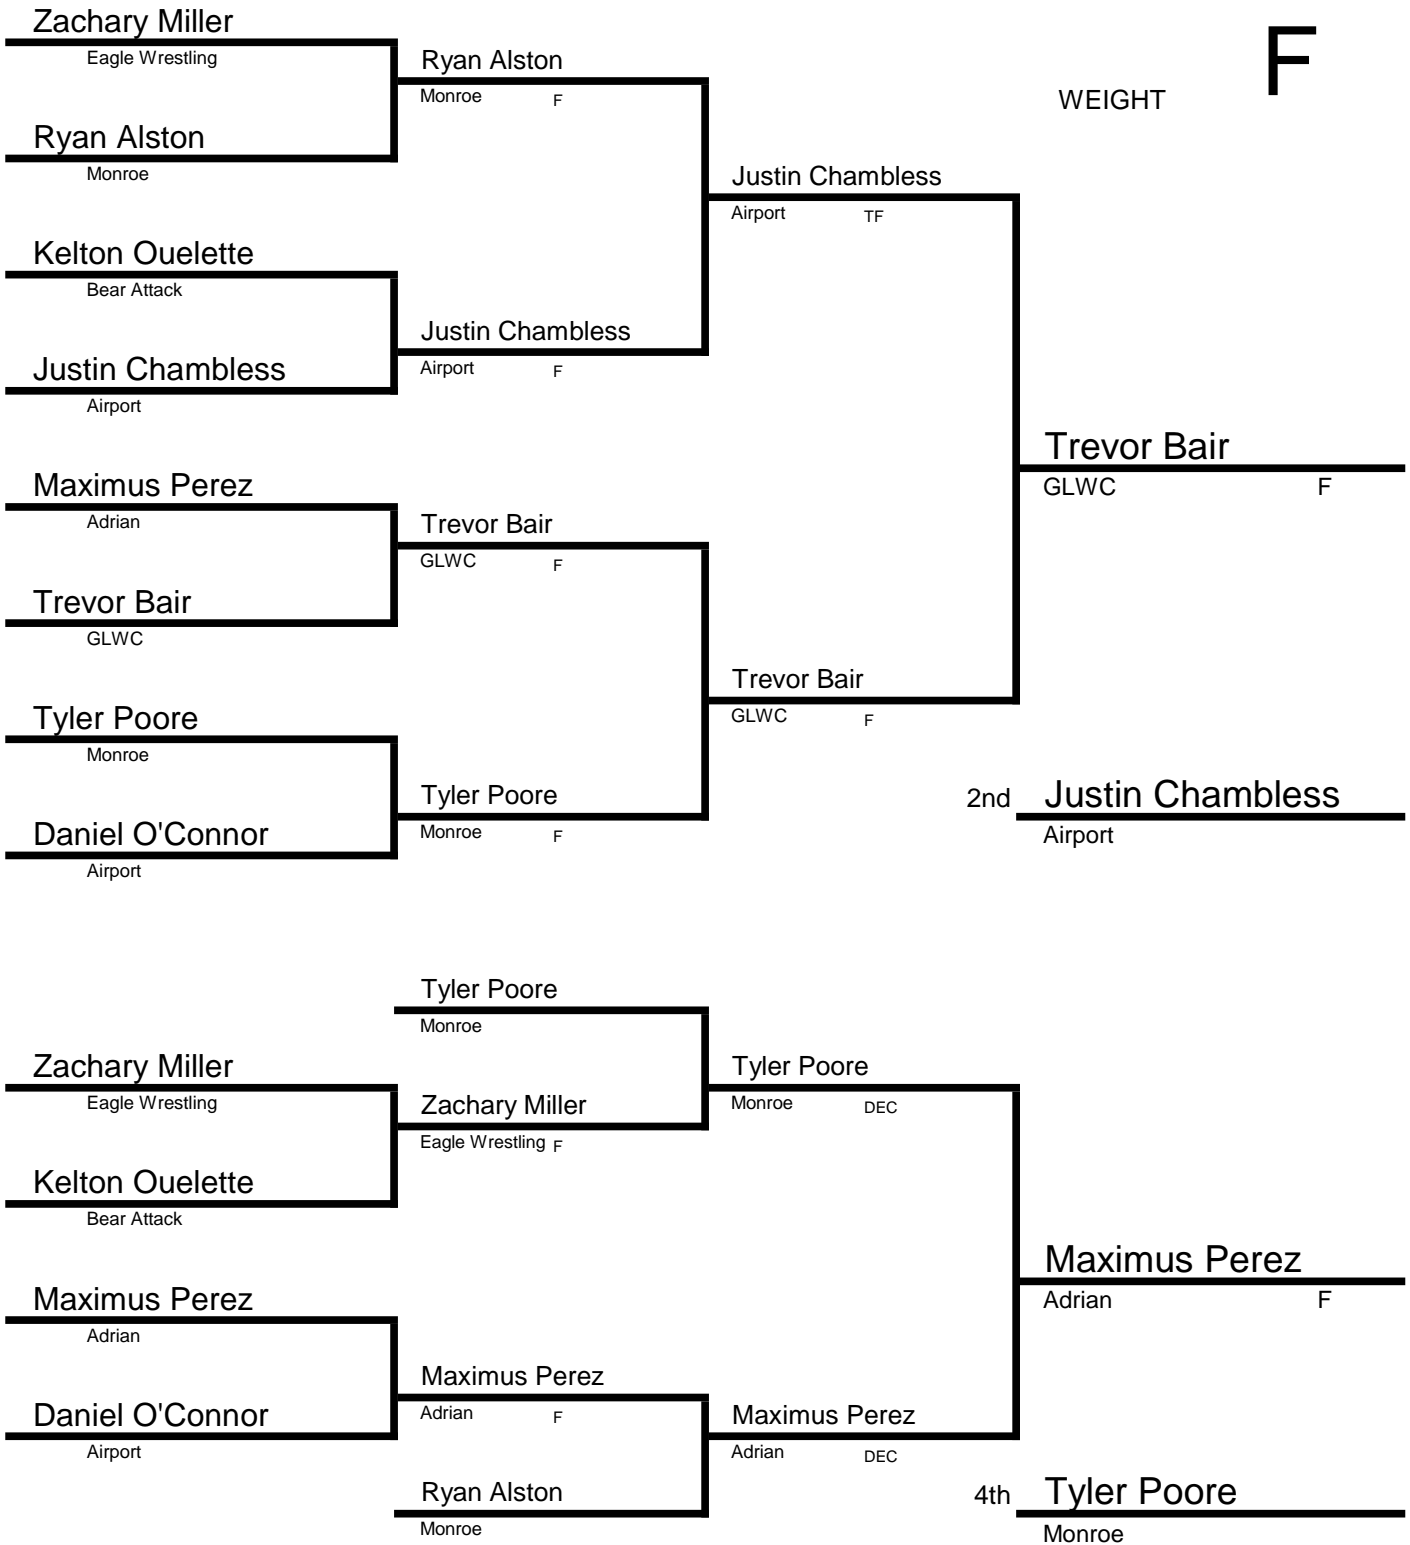 Zachary Miller
Eagle Wrestling
Ryan Alston
Monroe F
F
WEIGHT
Ryan Alston
Monroe
Justin Chambless
Airport TF
Kelton Ouelette
Bear Attack
Justin Chambless
Airport F
Justin Chambless
Airport
Trevor Bair
GLWC F
Maximus Perez
Adrian
Trevor Bair
GLWC F
Trevor Bair
GLWC
Trevor Bair
GLWC F
Tyler Poore
Monroe
Tyler Poore
Monroe F
2nd Justin Chambless
Airport
Daniel O'Connor
Airport
Tyler Poore
Monroe
Zachary Miller
Eagle Wrestling
Tyler Poore
Monroe DEC
Zachary Miller
Eagle Wrestling F
Kelton Ouelette
Bear Attack
Maximus Perez
Adrian F
Maximus Perez
Adrian
Maximus Perez
Adrian F
Daniel O'Connor
Airport
Maximus Perez
Adrian DEC
Ryan Alston
Monroe
4th Tyler Poore
Monroe